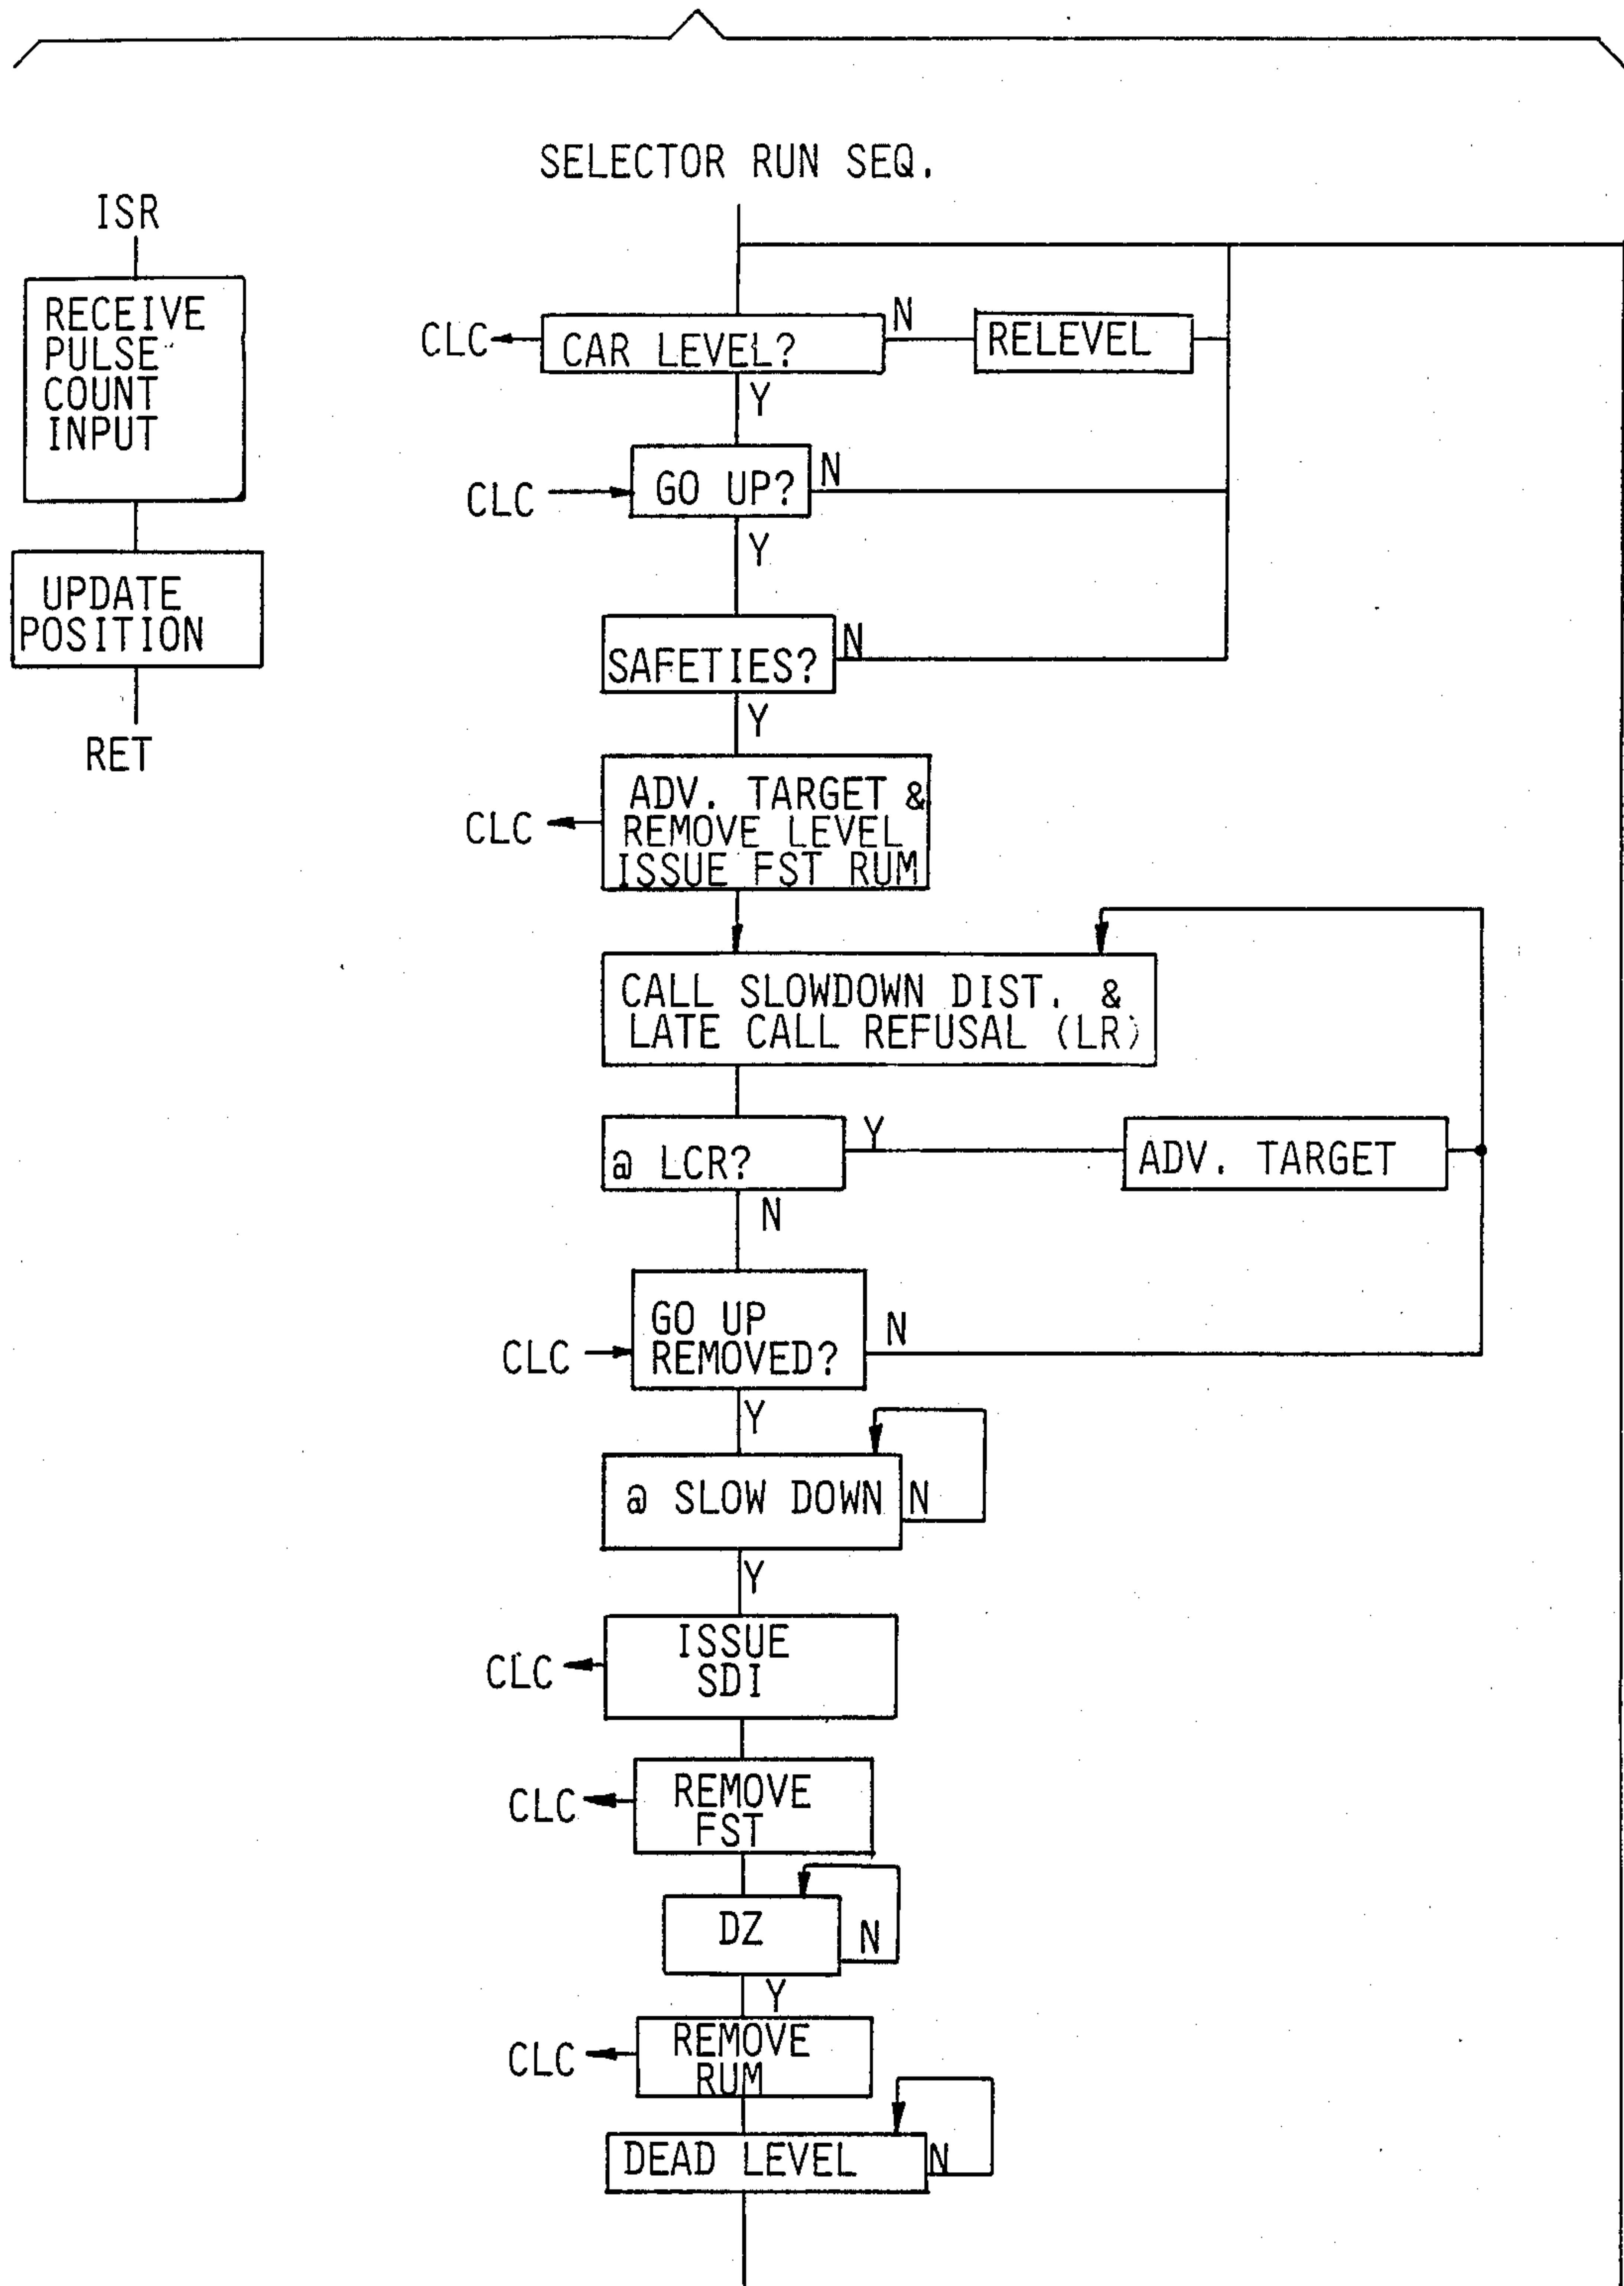 SELECTOR RUN SEQ.
ISR
RECEIVE
PULSE
COUNT
INPUT
UPDATE
POSITION
RET
CLC
CAR LEVEL?
N
RELEVEL
Y
CLC
GO UP?
N
Y
SAFETIES?
N
Y
CLC
ADV. TARGET &
REMOVE LEVEL
ISSUE FST RUM
CALL SLOWDOWN DIST. &
LATE CALL REFUSAL (LR)
@ LCR?
Y
ADV. TARGET
N
CLC
GO UP
REMOVED?
N
Y
@ SLOW DOWN
N
Y
CLC
ISSUE
SDI
CLC
REMOVE
FST
DZ
N
Y
CLC
REMOVE
RUM
DEAD LEVEL
N